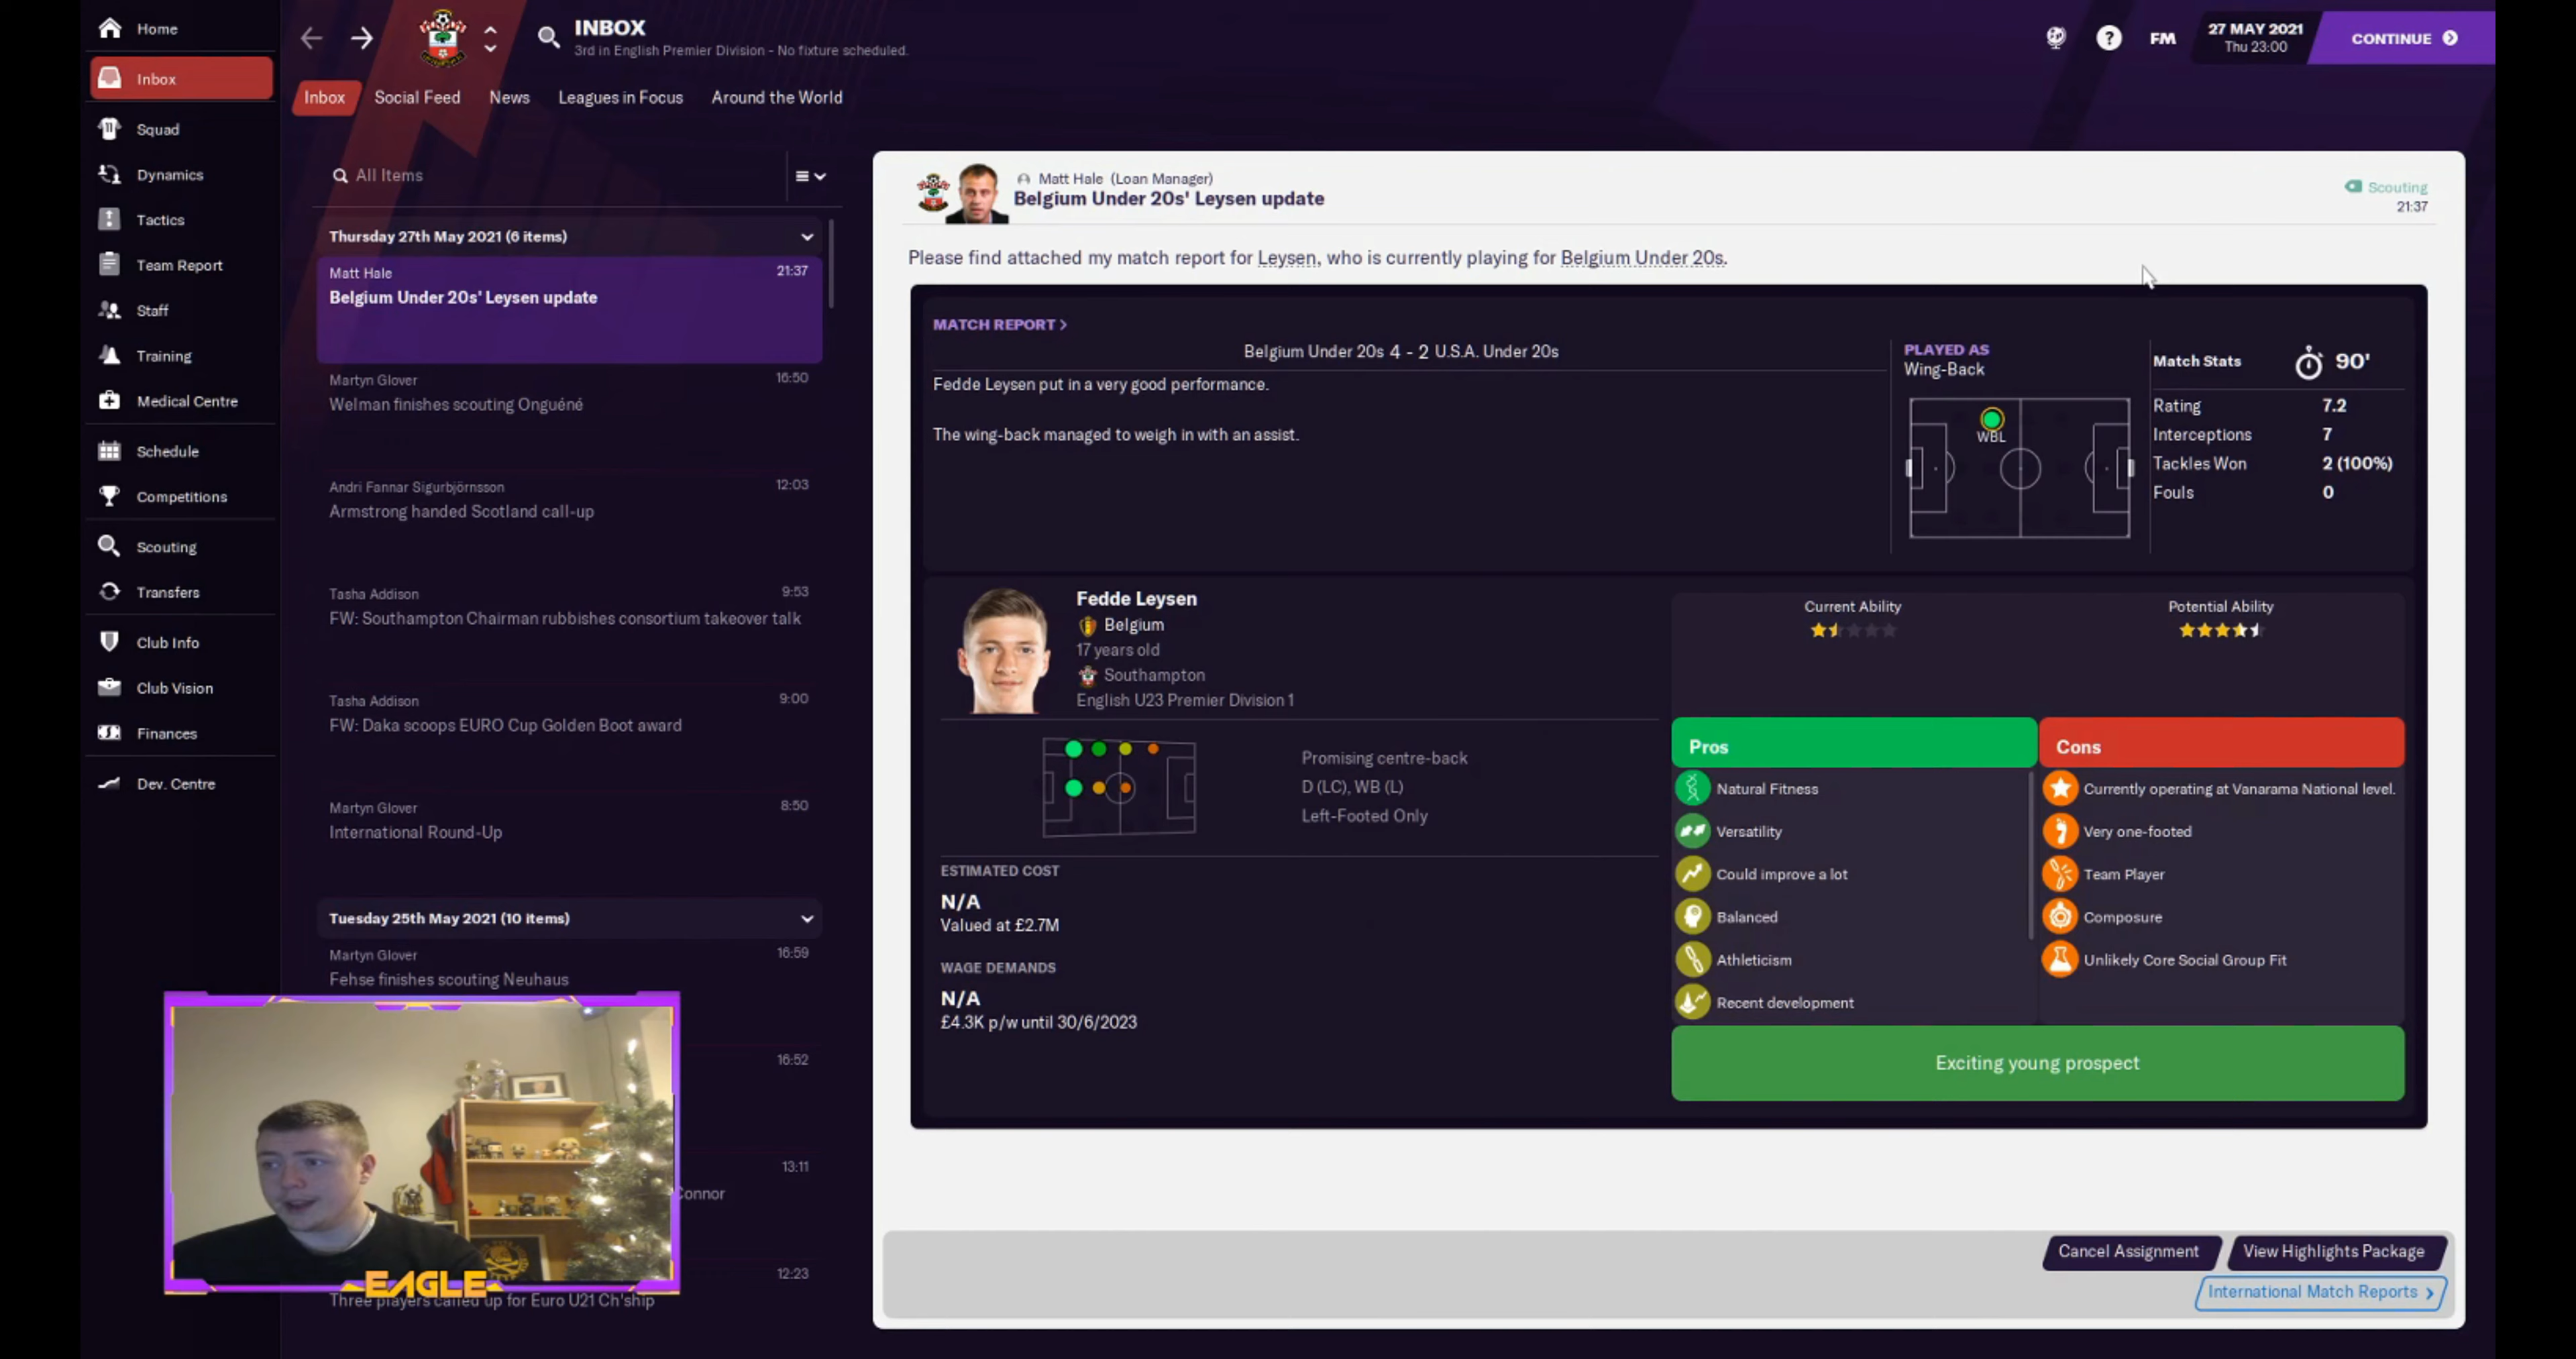 Home
Inbox
Squad
Dynamics
Tactics
Team Report
Staff
Training
Medical Centre
Schedule
Competitions
Scouting
Transfers
Club Info
Club Vision
Finances
Dev. Centre
INBOX
3rd in English Premier Division - No fixture scheduled.
FM
27 MAY 2021
Thu 23:00
CONTINUE
Inbox Social Feed News Leagues in Focus Around the World
All Items
Thursday 27th May 2021 (6 items)
Matt Hale 21:37
Belgium Under 20s' Leysen update
Martyn Glover 16:50
Welman finishes scouting Onguéné
Andri Fannar Sigurbjörnsson 12:03
Armstrong handed Scotland call-up
Tasha Addison 9:53
FW: Southampton Chairman rubbishes consortium takeover talk
Tasha Addison 9:00
FW: Daka scoops EURO Cup Golden Boot award
Martyn Glover 8:50
International Round-Up
Tuesday 25th May 2021 (10 items)
Martyn Glover 16:59
Fehse finishes scouting Neuhaus
16:52
13:11
Connor
12:23
Three players called up for Euro U21 Ch'ship
EAGLE
Matt Hale (Loan Manager)
Belgium Under 20s' Leysen update
Scouting
21:37
Please find attached my match report for Leysen, who is currently playing for Belgium Under 20s.
MATCH REPORT >
Belgium Under 20s 4 - 2 U.S.A. Under 20s
Fedde Leysen put in a very good performance.
The wing-back managed to weigh in with an assist.
PLAYED AS
Wing-Back
WBL
Match Stats 90'
Rating 7.2
Interceptions 7
Tackles Won 2 (100%)
Fouls 0
Fedde Leysen
Belgium
17 years old
Southampton
English U23 Premier Division 1
Promising centre-back
D (LC), WB (L)
Left-Footed Only
ESTIMATED COST
N/A
Valued at £2.7M
WAGE DEMANDS
N/A
£4.3K p/w until 30/6/2023
Current Ability
Potential Ability
Pros
Natural Fitness
Versatility
Could improve a lot
Balanced
Athleticism
Recent development
Cons
Currently operating at Vanarama National level.
Very one-footed
Team Player
Composure
Unlikely Core Social Group Fit
Exciting young prospect
Cancel Assignment
View Highlights Package
International Match Reports >